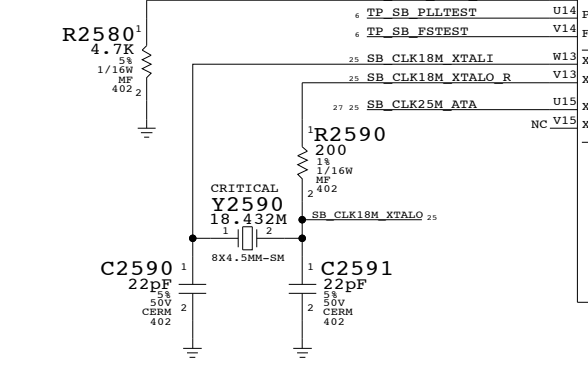 6 TP_SB_PLLTEST U14 P
6 TP_SB_FSTEST V14 F
R2580 1
4.7K
5%
1/16W
MF
402 2
25 SB_CLK18M_XTALI W13 X
25 SB_CLK18M_XTALO_R V13 X
27 25 SB_CLK25M_ATA U15 X
NC V15 X
1 R2590
200
1%
1/16W
MF
2 402
CRITICAL
Y2590
18.432M
SB_CLK18M_XTALO 25
1 2
8X4.5MM-SM
C2590 1
22pF
5%
50V 2
CERM
402
1 C2591
22pF
5%
2 50V
CERM
402